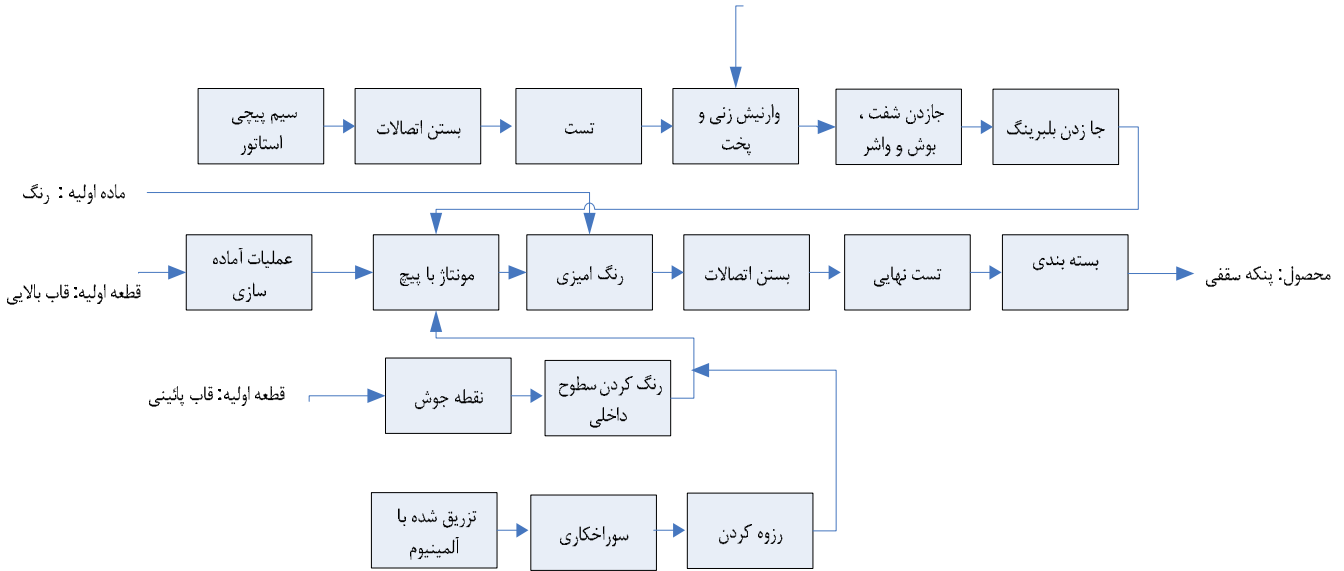 سیم پیچی
استاتور
بستن اتصالات
تست
وارنیش زنی و
پخت
جازدن شفت ،
بوش و واشر
جا زدن بلبرینگ
ماده اولیه : رنگ
قطعه اولیه: قاب بالایی
عملیات آماده
سازی
مونتاژ با پیچ
رنگ امیزی
بستن اتصالات
تست نهایی
بسته بندی
محصول: پنکه سقفی
قطعه اولیه: قاب پائینی
نقطه جوش
رنگ کردن سطوح
داخلی
تزریق شده با
آلمینیوم
سوراخکاری
رزوه کردن